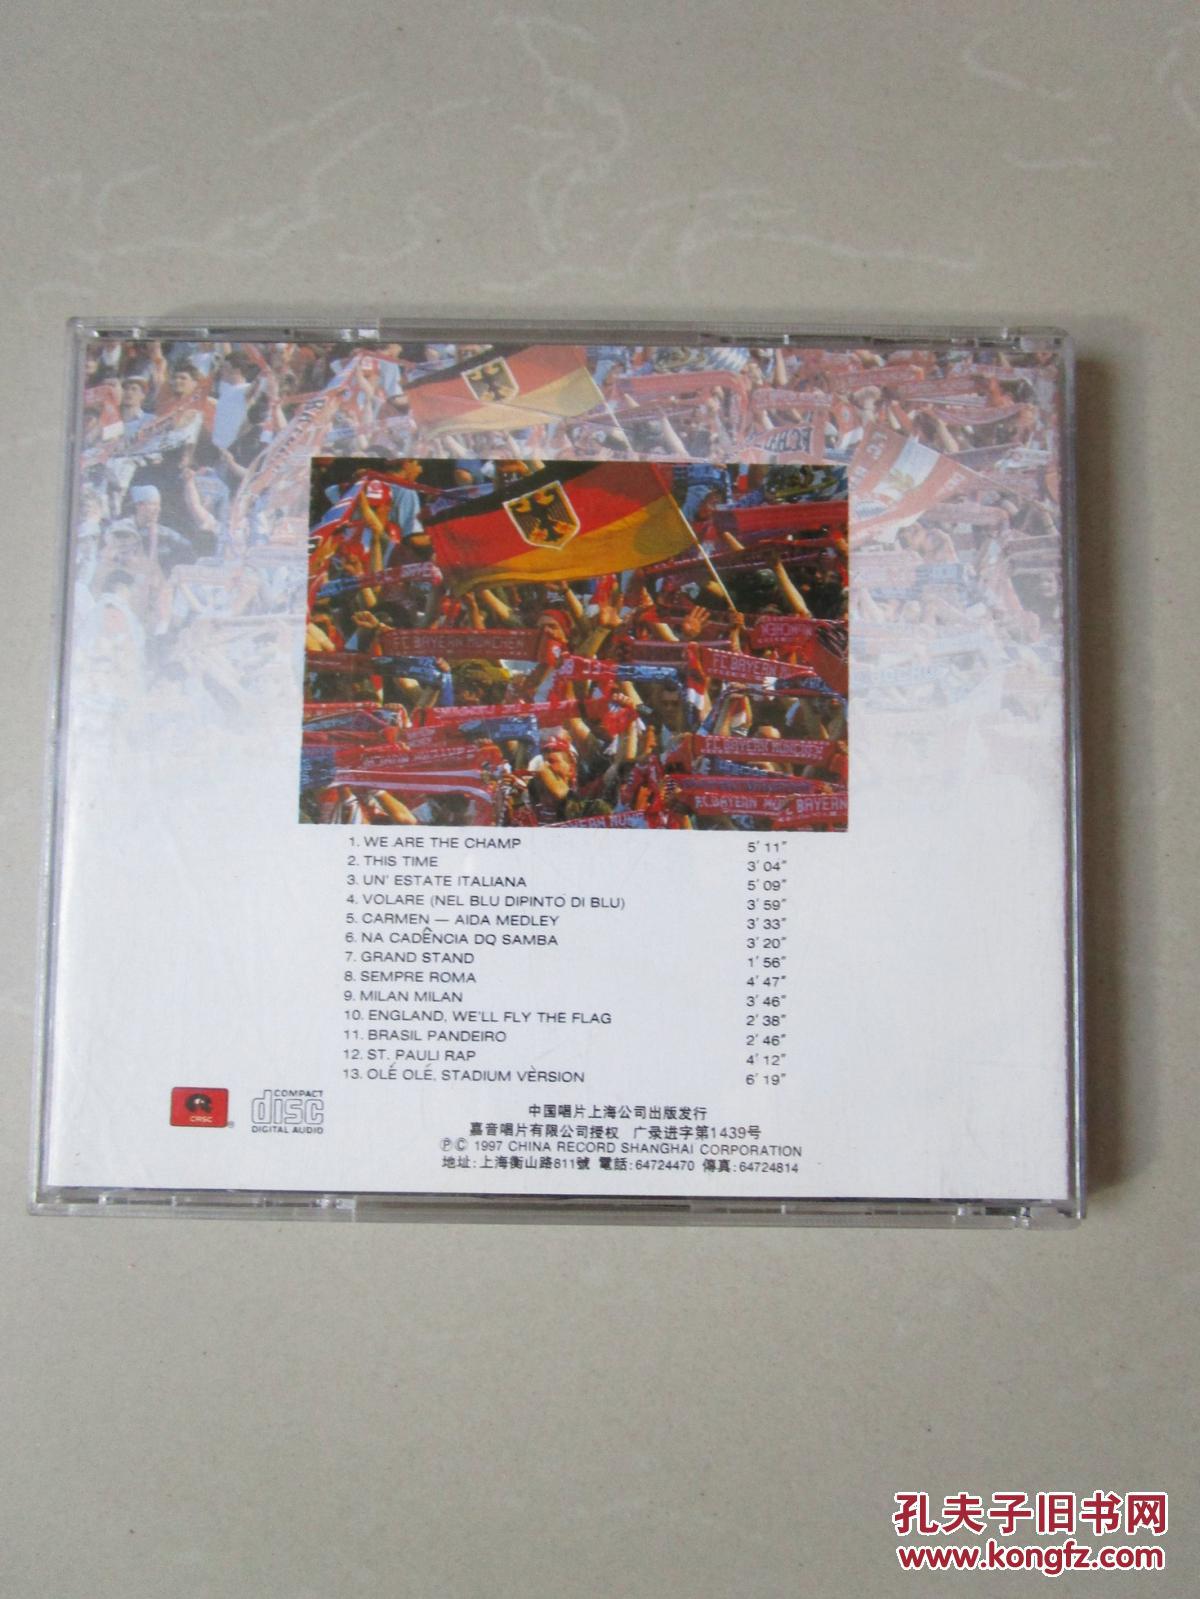 F.C BAYERN MÜNCHEN
F.C BAYERN MÜ
F.C. BAYERN MÜNCHEN
F.C. BAYERN MÜ
BAYERN
1. WE ARE THE CHAMP 5' 11"
2. THIS TIME 3' 04"
3. UN' ESTATE ITALIANA 5' 09"
4. VOLARE (NEL BLU DIPINTO DI BLU) 3' 59"
5. CARMEN — AIDA MEDLEY 3' 33"
6. NA CADÊNCIA DQ SAMBA 3' 20"
7. GRAND STAND 1' 56"
8. SEMPRE ROMA 4' 47"
9. MILAN MILAN 3' 46"
10. ENGLAND, WE'LL FLY THE FLAG 2' 38"
11. BRASIL PANDEIRO 2' 46"
12. ST. PAULI RAP 4' 12"
13. OLÉ OLÉ, STADIUM VÈRSION 6' 19"
CRSC ®
COMPACT
disc
DIGITAL AUDIO
中国唱片上海公司出版发行
嘉音唱片有限公司授权 广录进字第1439号
Ⓟ© 1997 CHINA RECORD SHANGHAI CORPORATION
地址:上海衡山路811號 電話:64724470 傳真:64724814
孔夫子旧书网
www.kongfz.com